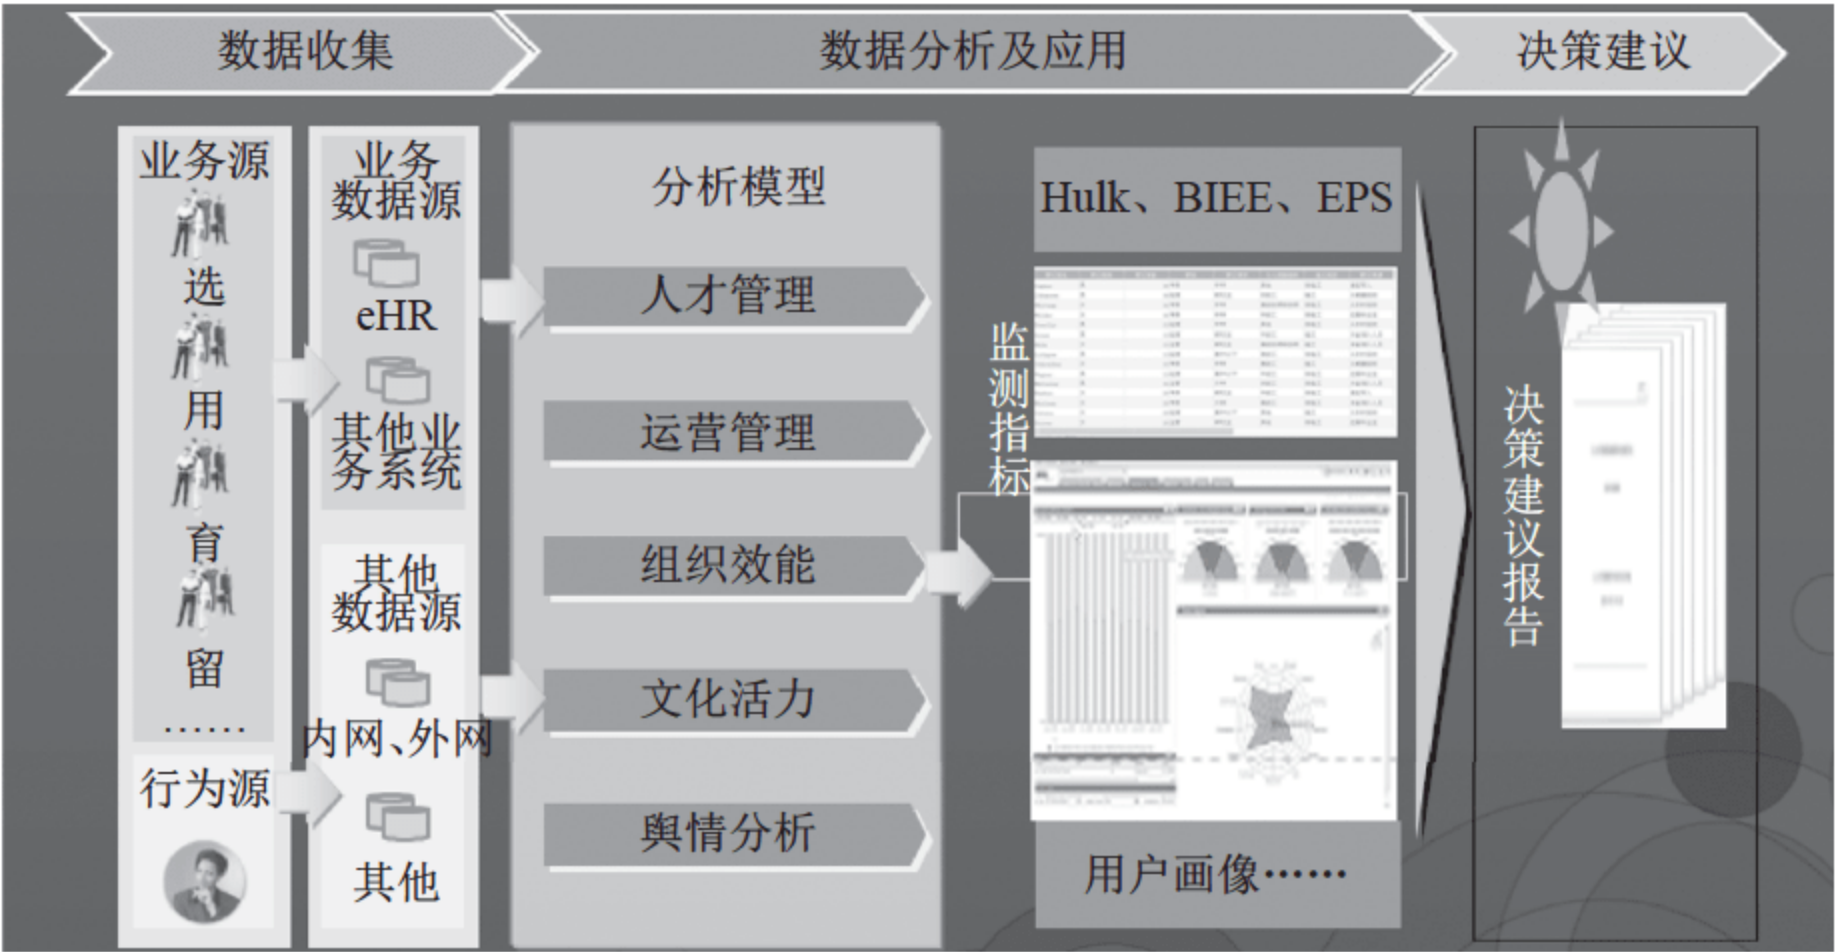 数据收集
数据分析及应用
决策建议
业务源
选
用
育
留
……
行为源
业务
数据源
eHR
其他业
务系统
其他
数据源
内网、外网
其他
分析模型
人才管理
运营管理
组织效能
文化活力
舆情分析
监测指标
Hulk、BIEE、EPS
用户画像……
决策建议报告